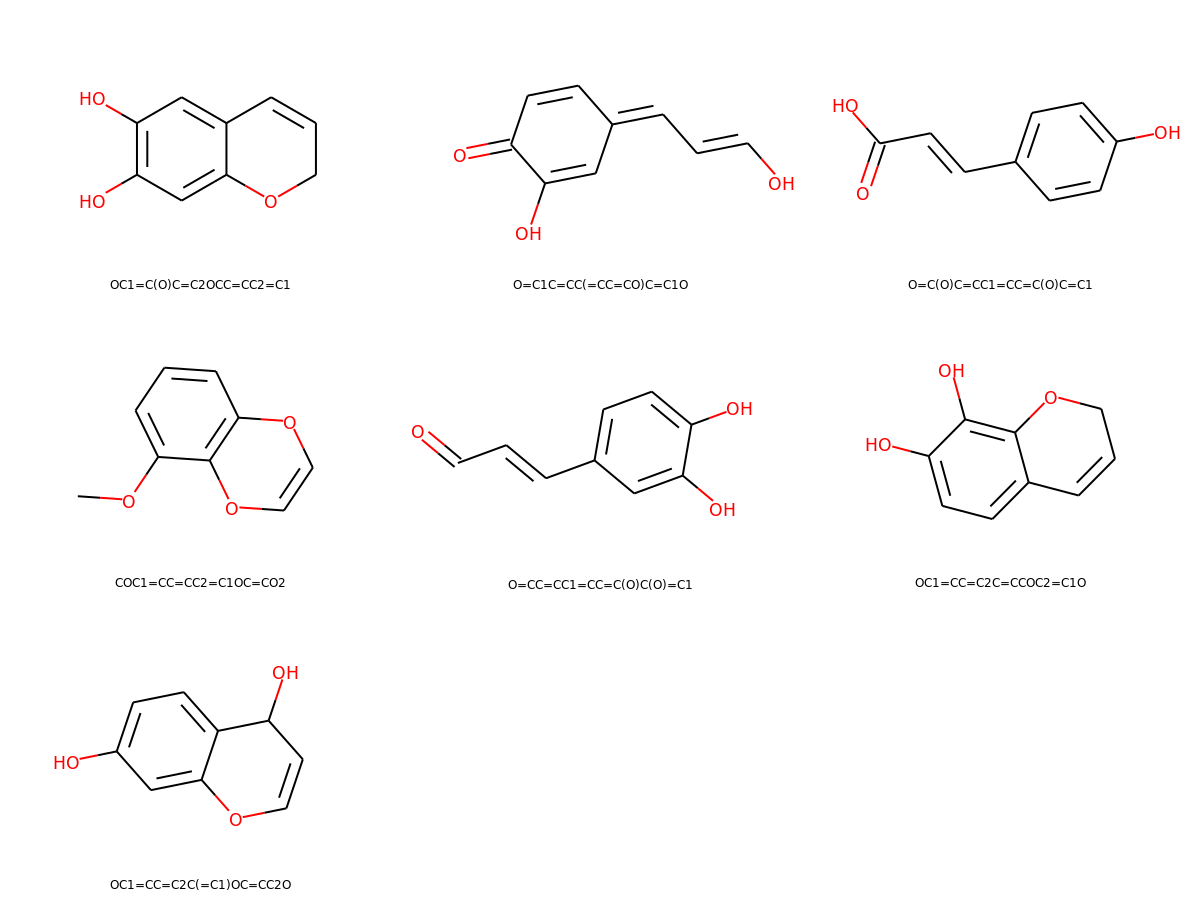 HO
HO
O
OC1=C(O)C=C2OCC=CC2=C1
O
OH
OH
O=C1C=CC(=CC=CO)C=C1O
HO
O
OH
O=C(O)C=CC1=CC=C(O)C=C1
O
O
O
COC1=CC=CC2=C1OC=CO2
O
OH
OH
O=CC=CC1=CC=C(O)C(O)=C1
OH
HO
O
OC1=CC=C2C=CCOC2=C1O
OH
HO
O
OC1=CC=C2C(=C1)OC=CC2O